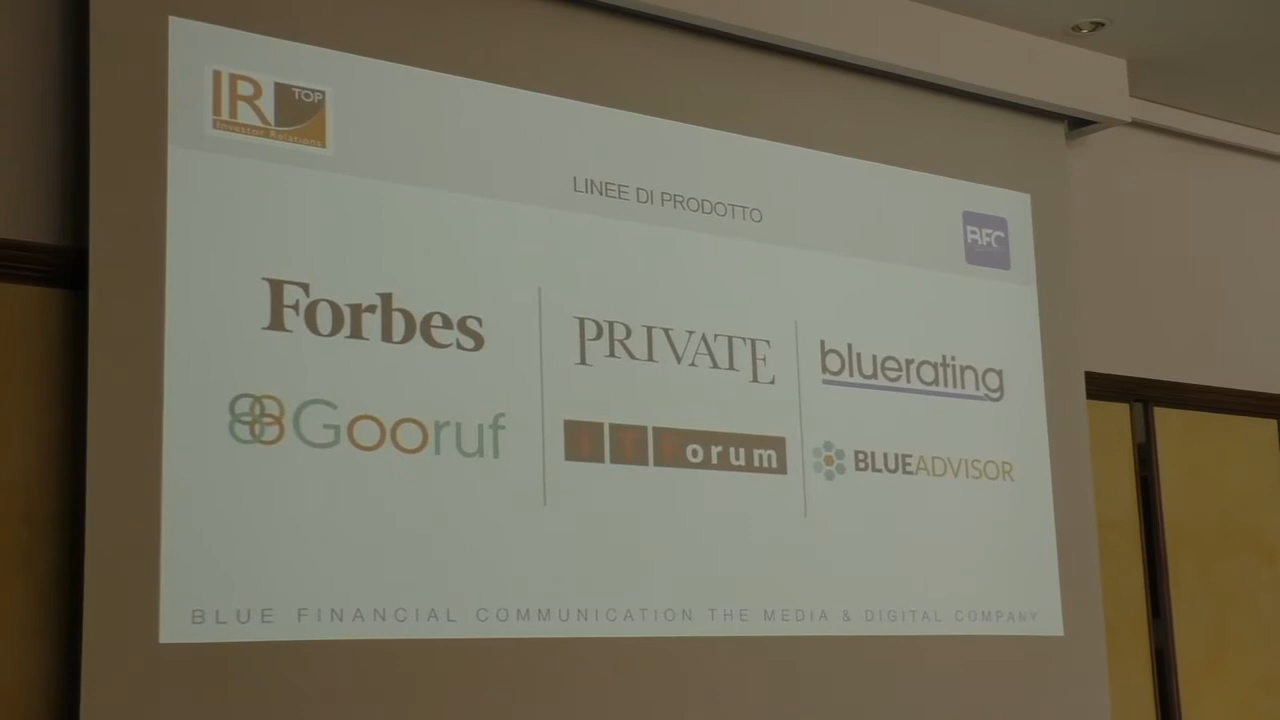 IR TOP
Investor Relations
LINEE DI PRODOTTO
BFC
Forbes
PRIVATE
bluerating
Gooruf
ITForum
BLUEADVISOR
BLUE FINANCIAL COMMUNICATION THE MEDIA & DIGITAL COMPANY